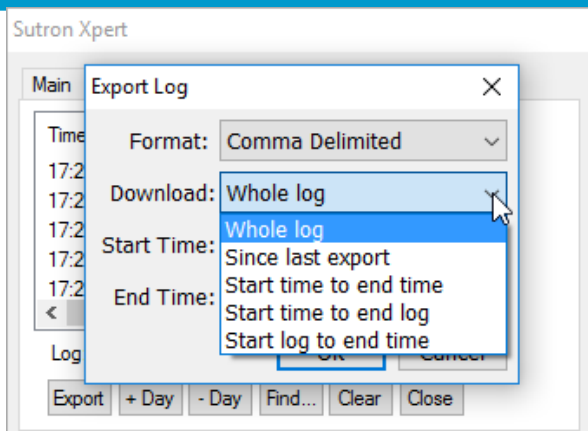 Sutron Xpert
Main
Export Log
Time
Format: Comma Delimited
17:2
17:2
Download: Whole log
17:2
Whole log
Since last export
17:2
Start Time:
Start time to end time
17:2
End Time:
Start time to end log
Start log to end time
Log
Cancel
Export + Day - Day Find... Clear Close